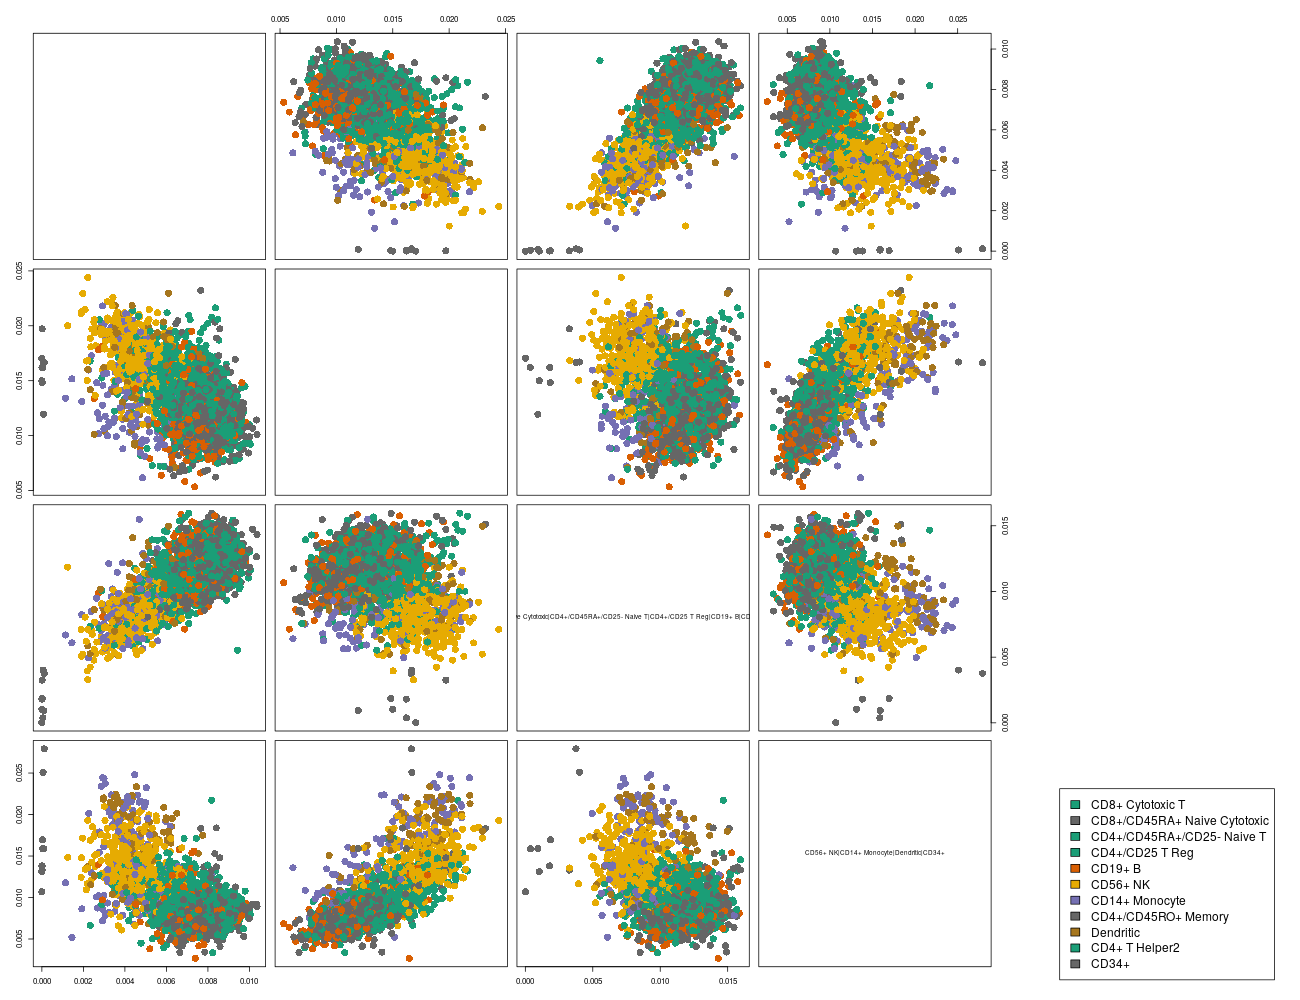 0.005 0.010 0.015 0.020 0.025
0.005 0.010 0.015 0.020 0.025
0.000 0.002 0.004 0.006 0.008 0.010
0.005 0.010 0.015 0.020 0.025
e Cytotoxic|CD4+/CD45RA+/CD25- Naive T|CD4+/CD25 T Reg|CD19+ B|CD
0.000 0.005 0.010 0.015
0.005 0.010 0.015 0.020 0.025
CD56+ NK|CD14+ Monocyte|Dendritic|CD34+
0.000 0.002 0.004 0.006 0.008 0.010
0.000 0.005 0.010 0.015
CD8+ Cytotoxic T
CD8+/CD45RA+ Naive Cytotoxic
CD4+/CD45RA+/CD25- Naive T
CD4+/CD25 T Reg
CD19+ B
CD56+ NK
CD14+ Monocyte
CD4+/CD45RO+ Memory
Dendritic
CD4+ T Helper2
CD34+